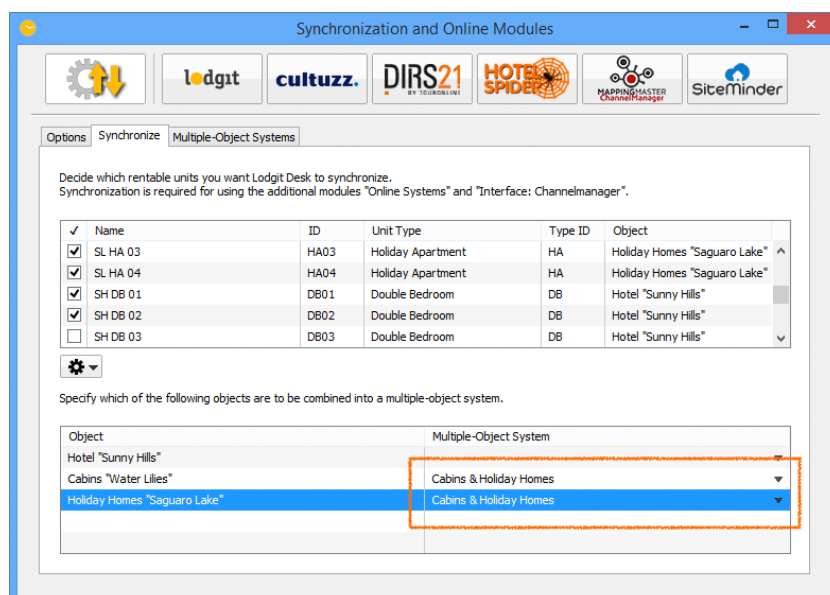 Synchronization and Online Modules
lodgit
cultuzz.
DIRS21
BY TOURONLINE
HOTEL
SPIDER
MAPPINGMASTER
ChannelManager
SiteMinder
Options Synchronize Multiple-Object Systems
Decide which rentable units you want Lodgit Desk to synchronize.
Synchronization is required for using the additional modules "Online Systems" and "Interface: Channelmanager".
✓ Name ID Unit Type Type ID Object
SL HA 03 HA03 Holiday Apartment HA Holiday Homes "Saguaro Lake"
SL HA 04 HA04 Holiday Apartment HA Holiday Homes "Saguaro Lake"
SH DB 01 DB01 Double Bedroom DB Hotel "Sunny Hills"
SH DB 02 DB02 Double Bedroom DB Hotel "Sunny Hills"
SH DB 03 DB03 Double Bedroom DB Hotel "Sunny Hills"
Specify which of the following objects are to be combined into a multiple-object system.
Object Multiple-Object System
Hotel "Sunny Hills"
Cabins "Water Lilies" Cabins & Holiday Homes
Holiday Homes "Saguaro Lake" Cabins & Holiday Homes